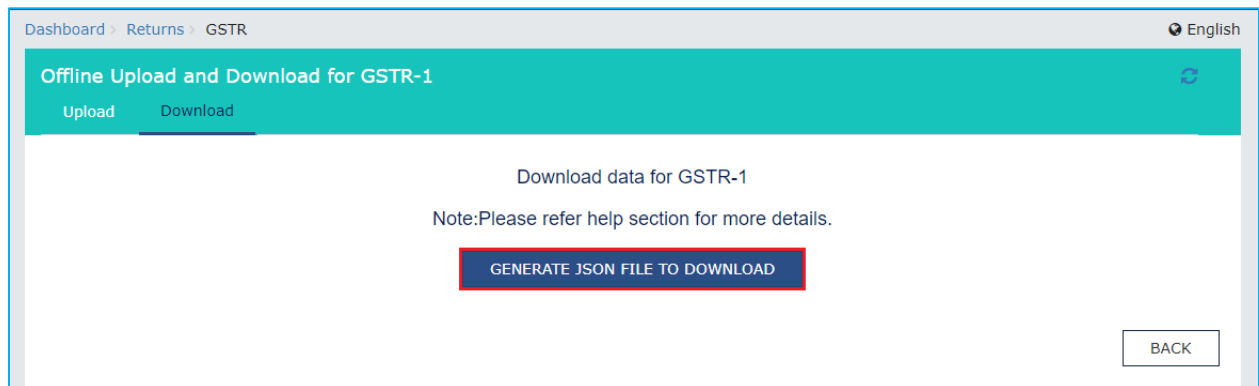 Dashboard › Returns › GSTR English
Offline Upload and Download for GSTR-1
Upload Download
Download data for GSTR-1
Note:Please refer help section for more details.
GENERATE JSON FILE TO DOWNLOAD
BACK